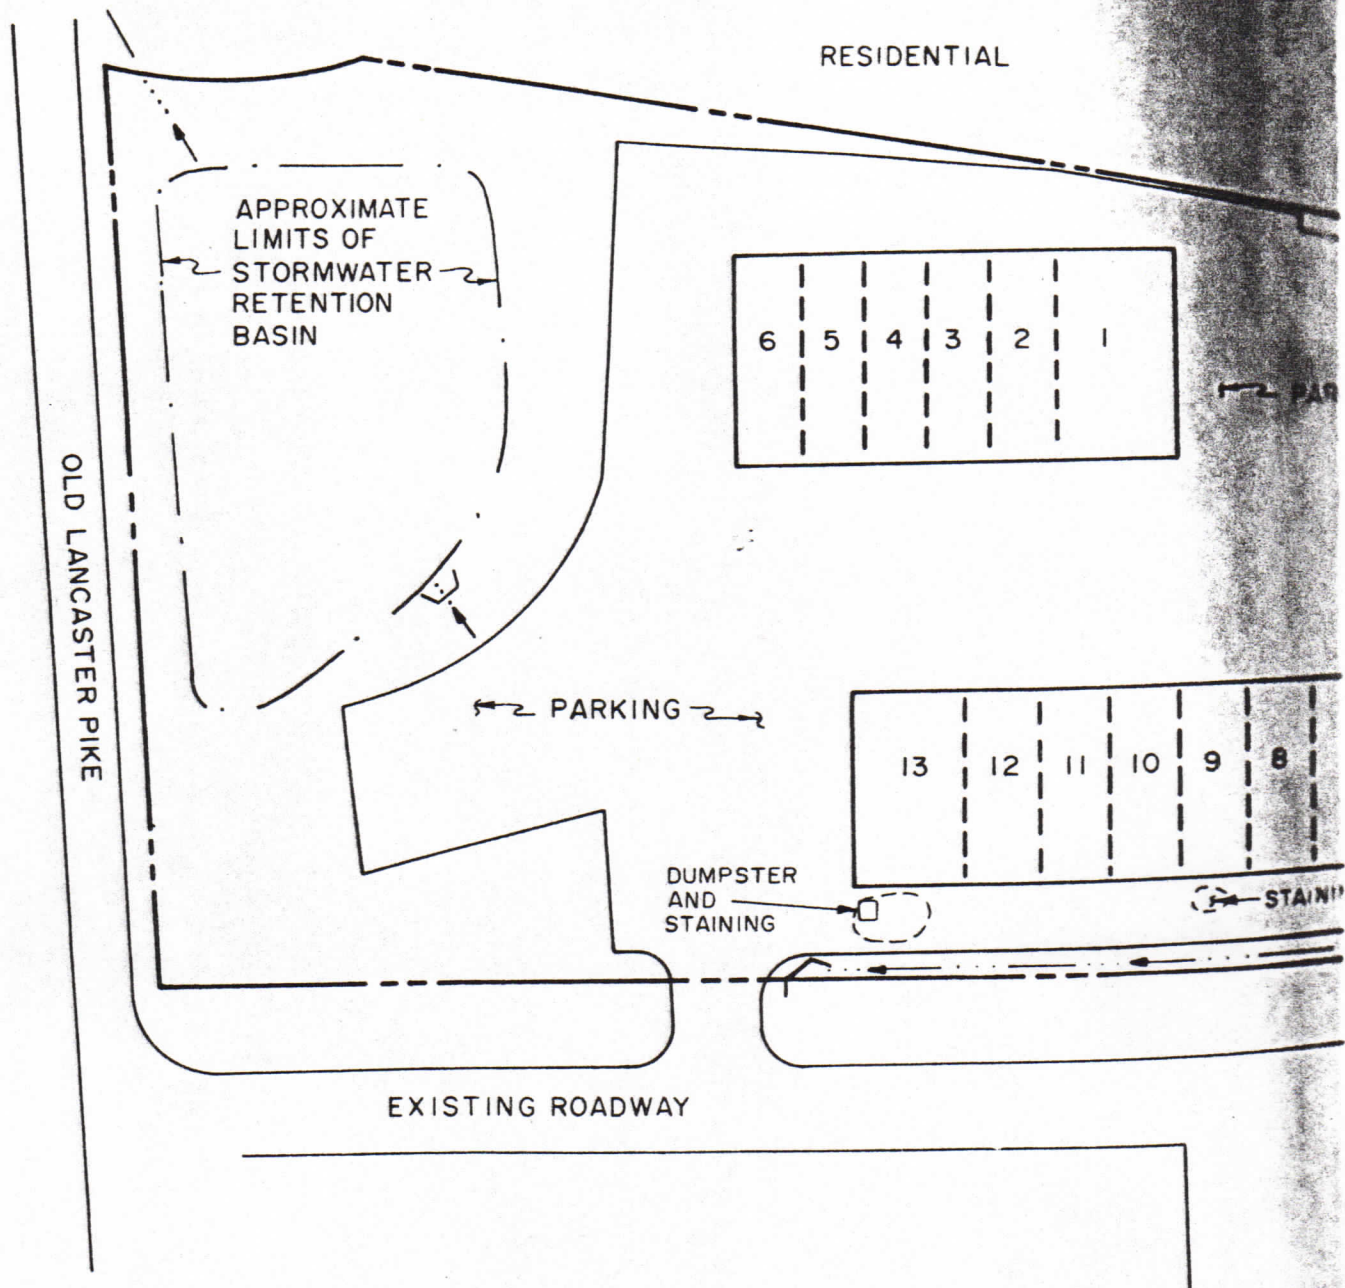 RESIDENTIAL
APPROXIMATE
LIMITS OF
STORMWATER
RETENTION
BASIN
6 5 4 3 2 1
OLD LANCASTER PIKE
PARKING
13 12 11 10 9 8
DUMPSTER
AND
STAINING
EXISTING ROADWAY